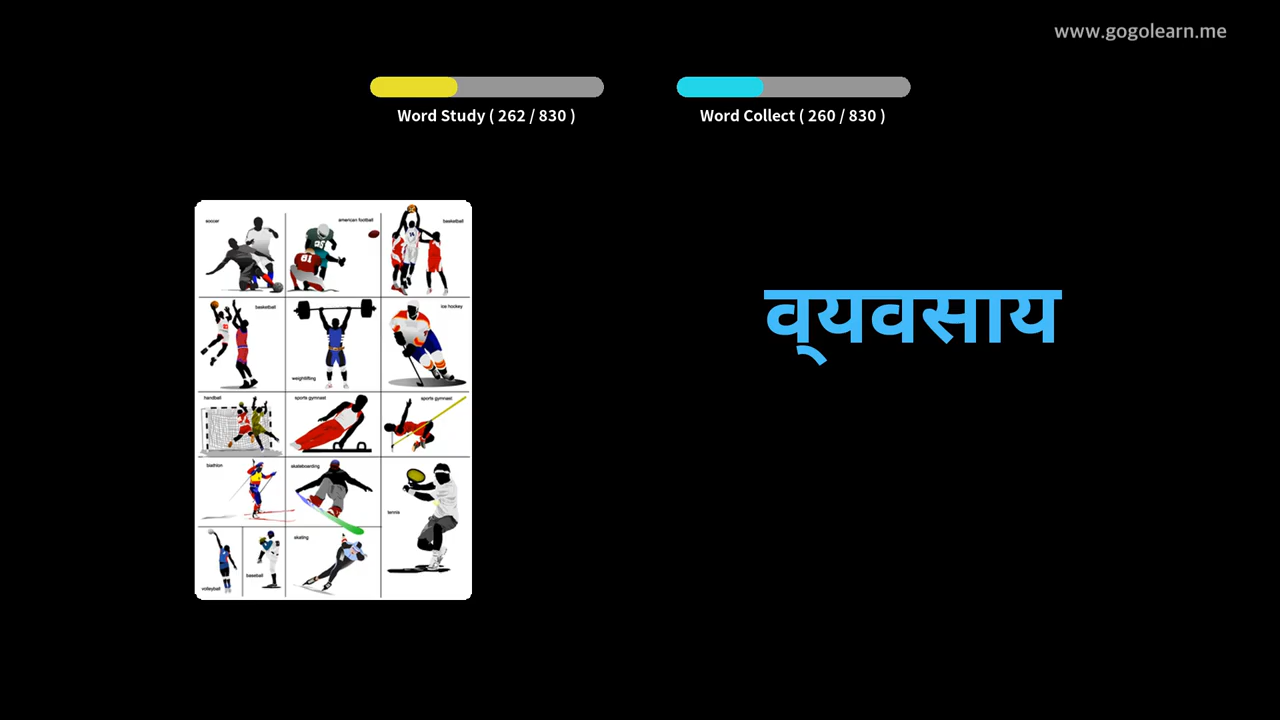 www.gogolearn.me
Word Study ( 262 / 830 )
Word Collect ( 260 / 830 )
soccer
american football
basketball
basketball
weightlifting
ice hockey
handball
sports gymnast
sports gymnast
biathlon
skateboarding
tennis
volleyball
baseball
skating
व्‌यवसाय